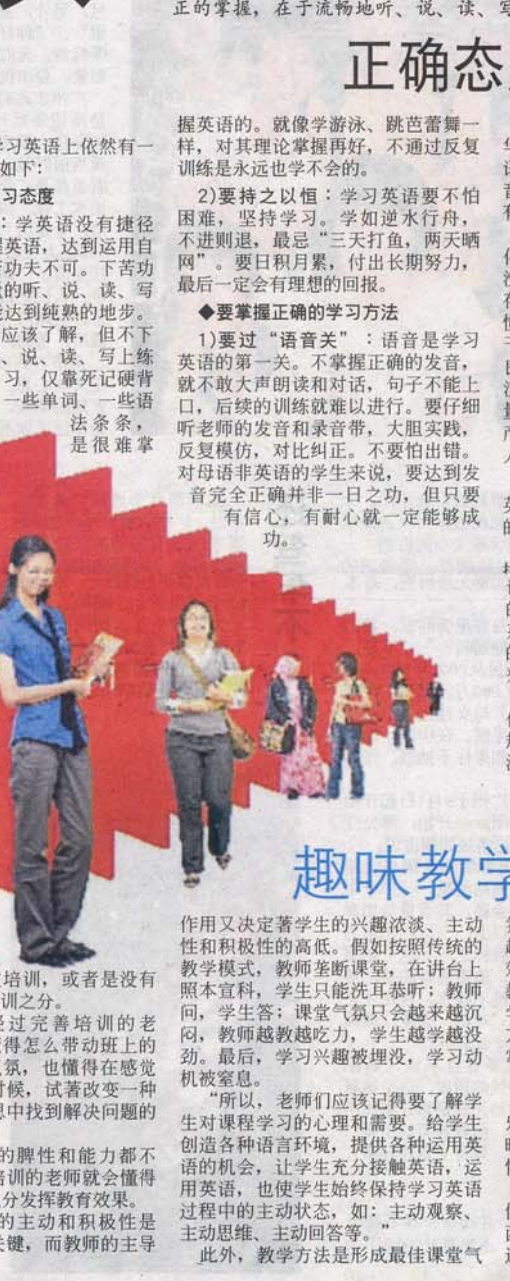 正的掌握，在于流畅地听、说、读、写
正确态
学习英语上依然有一
如下：
习态度
：学英语没有捷径
握英语，达到运用自
苦功夫不可。下苦功
的听、说、读、写
达到纯熟的地步。
应该了解，但不下
、说、读、写上练
习，仅靠死记硬背
一些单词、一些语
法条条，
是很难掌
握英语的。就像学游泳、跳芭蕾舞一
样，对其理论掌握再好，不通过反复
训练是永远也学不会的。
2)要持之以恒：学习英语要不怕
困难，坚持学习。学如逆水行舟，
不进则退，最忌“三天打鱼，两天晒
网”。要日积月累，付出长期努力，
最后一定会有理想的回报。
◆要掌握正确的学习方法
1)要过“语音关”：语音是学习
英语的第一关。不掌握正确的发音，
就不敢大声朗读和对话，句子不能上
口，后续的训练就难以进行。要仔细
听老师的发音和录音带，大胆实践，
反复模仿，对比纠正。不要怕出错。
对母语非英语的学生来说，要达到发
音完全正确并非一日之功，但只要
有信心，有耐心就一定能够成
功。
趣味教学
培训，或者是没有
训之分。
经过完善培训的老
懂得怎么带动班上的
气氛，也懂得在感觉
时候，试著改变一种
思中找到解决问题的
的脾性和能力都不
培训的老师就会懂得
充分发挥教育效果。
的主动和积极性是
关键，而教师的主导
作用又决定著学生的兴趣浓淡、主动
性和积极性的高低。假如按照传统的
教学模式，教师垄断课堂，在讲台上
照本宣科，学生只能洗耳恭听；教师
问，学生答；课堂气氛只会越来越沉
闷，教师越教越吃力，学生越学越没
劲。最后，学习兴趣被埋没，学习动
机被窒息。
“所以，老师们应该记得要了解学
生对课程学习的心理和需要。给学生
创造各种语言环境，提供各种运用英
语的机会，让学生充分接触英语，运
用英语，也使学生始终保持学习英语
过程中的主动状态，如：主动观察、
主动思维、主动回答等。”
此外，教学方法是形成最佳课堂气